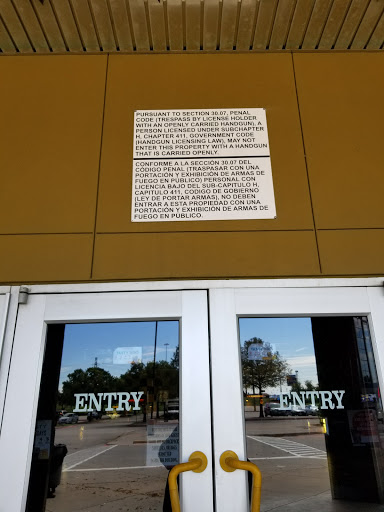 PURSUANT TO SECTION 30.07, PENAL
CODE (TRESPASS BY LICENSE HOLDER
WITH AN OPENLY CARRIED HANDGUN), A
PERSON LICENSED UNDER SUBCHAPTER
H, CHAPTER 411, GOVERNMENT CODE
(HANDGUN LICENSING LAW), MAY NOT
ENTER THIS PROPERTY WITH A HANDGUN
THAT IS CARRIED OPENLY.
CONFORME A LA SECCIÓN 30.07 DEL
CÓDIGO PENAL (TRASPASAR CON UNA
PORTACIÓN Y EXHIBICIÓN DE ARMAS DE
FUEGO EN PUBLICO) PERSONAL CON
LICENCIA BAJO DEL SUB-CAPITULO H,
CAPITULO 411, CODIGO DE GOBIERNO
(LEY DE PORTAR ARMAS), NO DEBEN
ENTRAR A ESTA PROPIEDAD CON UNA
PORTACIÓN Y EXHIBICIÓN DE ARMAS DE
FUEGO EN PUBLICO.
ENTRY ENTRY